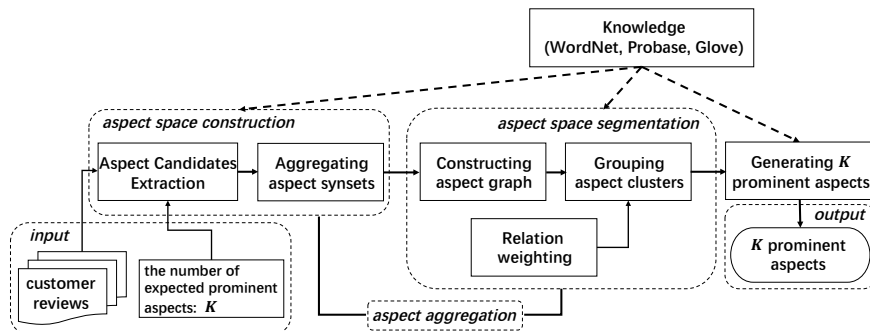 Knowledge
(WordNet, Probase, Glove)
aspect space construction
aspect space segmentation
Aspect Candidates
Extraction
Aggregating
aspect synsets
Constructing
aspect graph
Grouping
aspect clusters
Generating K
prominent aspects
Relation
weighting
input
customer
reviews
the number of
expected prominent
aspects: K
output
K prominent
aspects
aspect aggregation